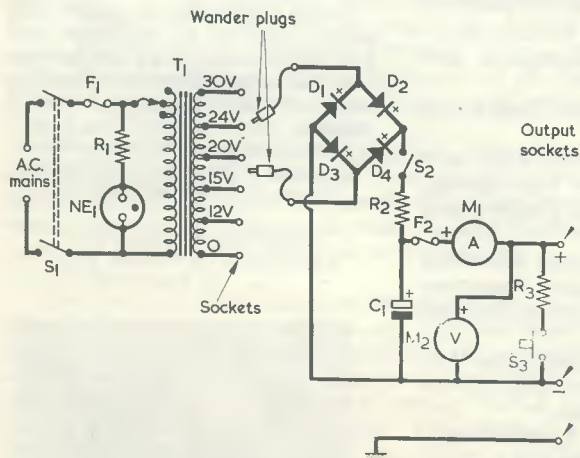 Wander plugs
F1
T1
30V
24V
20V
15V
12V
0
Sockets
A.C.
mains
R1
NE1
S1
D1
D2
D3
D4
S2
R2
F2
M1
A
+
+
C1
+
M2
V
+
R3
S3
−
Output
sockets